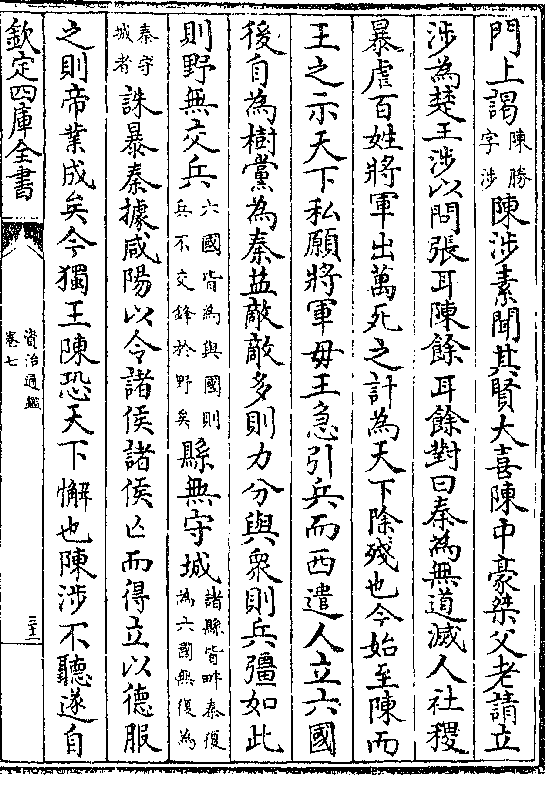 門上謁陳勝字涉陳涉素聞其賢大喜陳中豪桀父老請立
涉為楚王涉以問張耳陳餘耳餘對曰秦為無道滅人社稷
暴虐百姓將軍出萬死之計為天下除殘也今始至陳而
王之示天下私願將軍毋王急引兵而西遣人立六國
後自為樹黨為秦益敵敵多則力分與衆則兵彊如此
則野無交兵六國皆為與國則兵不交鋒於野矣縣無守城諸縣皆畔秦復為六國無復為
秦守城者誅暴秦據咸陽以令諸侯諸侯亡而得立以德服
之則帝業成矣今獨王陳恐天下懈也陳涉不聽遂自
欽定四庫全書
資治通鑑
卷七
三十二